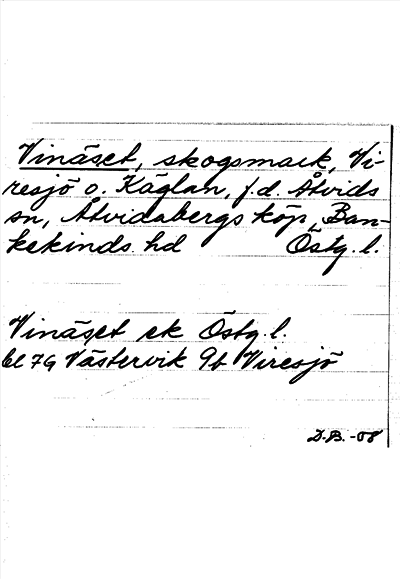 Vinäset, skogsmark, Vi-
resjö o. Käglan, f.d. Åtvids
sn, Åtvidabergs köp, Ban-
kekinds hd Östg. l.
Vinäset ek Östg. l.
bl 7G Västervik 9b Viresjö
D.B. -08